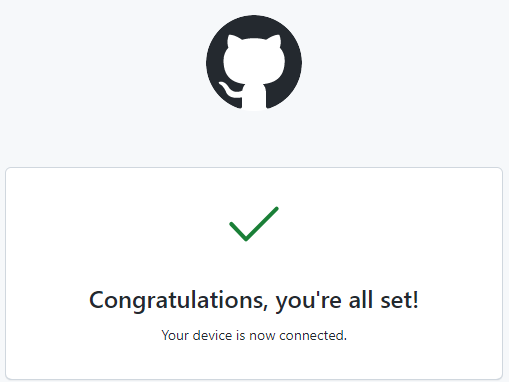 Congratulations, you're all set!
Your device is now connected.